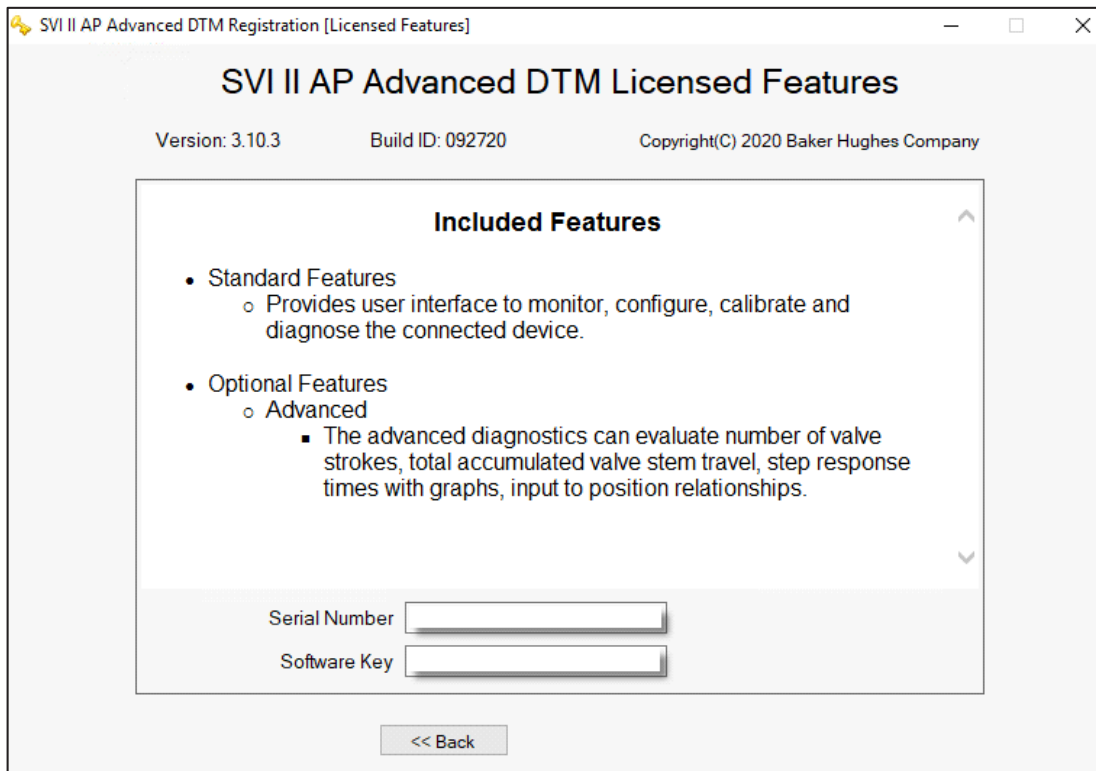 SVI II AP Advanced DTM Registration [Licensed Features]
SVI II AP Advanced DTM Licensed Features
Version: 3.10.3 Build ID: 092720 Copyright(C) 2020 Baker Hughes Company
Included Features
Standard Features
Provides user interface to monitor, configure, calibrate and
diagnose the connected device.
Optional Features
Advanced
The advanced diagnostics can evaluate number of valve
strokes, total accumulated valve stem travel, step response
times with graphs, input to position relationships.
Serial Number
Software Key
<< Back